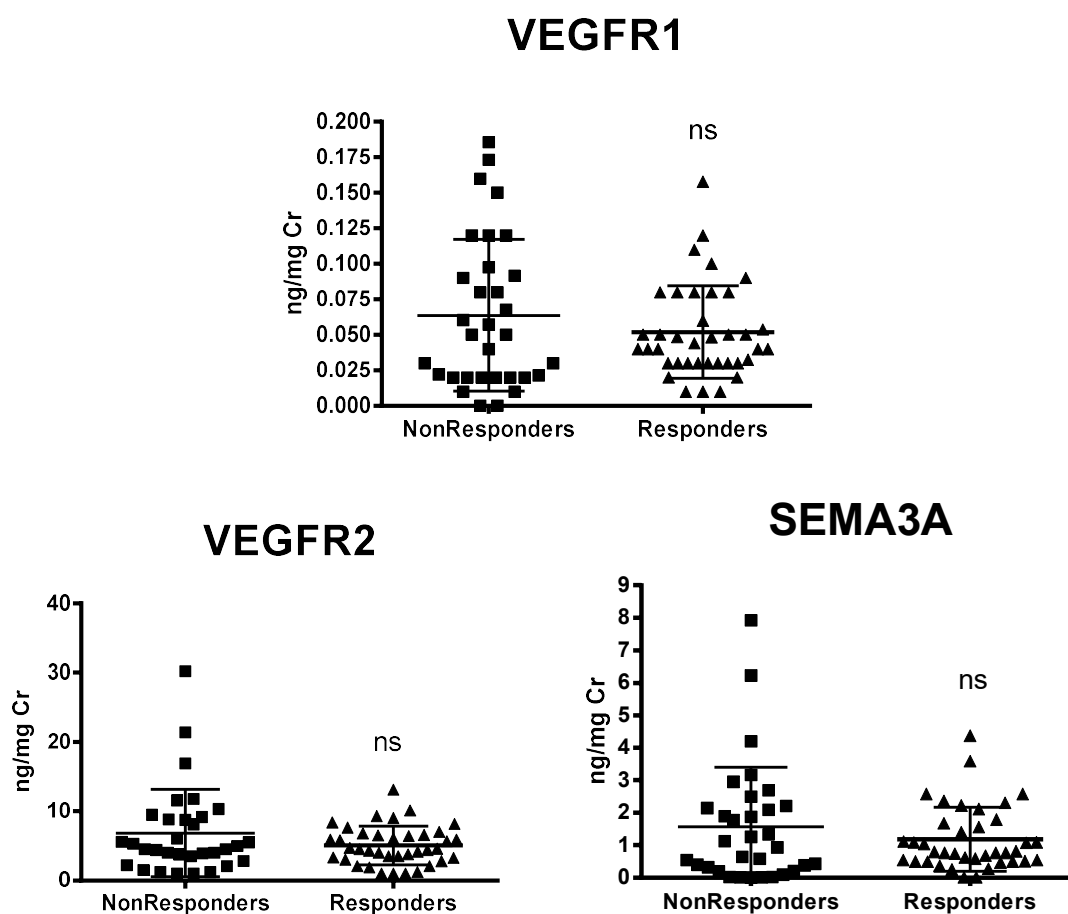 VEGFR1
ns
0.200
0.175
0.150
0.125
0.100
0.075
0.050
0.025
0.000
ng/mg Cr
NonResponders Responders
VEGFR2
ns
40
30
20
10
0
ng/mg Cr
NonResponders Responders
SEMA3A
ns
9
8
7
6
5
4
3
2
1
0
ng/mg Cr
NonResponders Responders